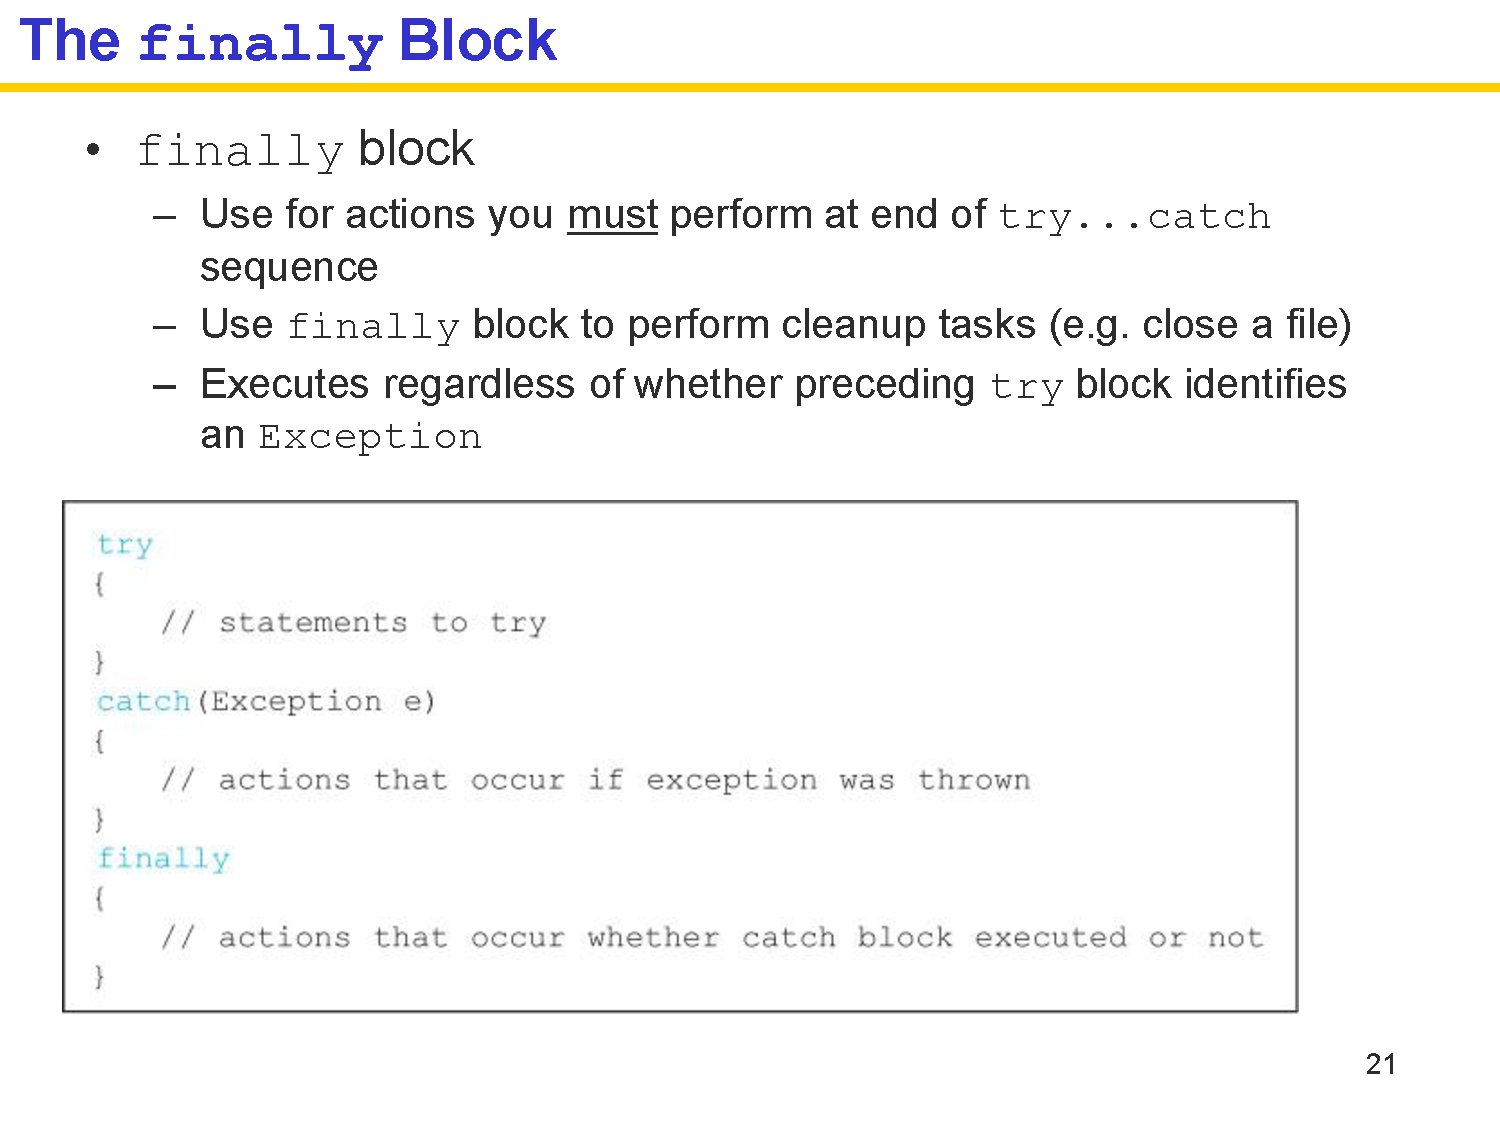 The finally Block
• finally block
– Use for actions you must perform at end of try...catch
sequence
– Use finally block to perform cleanup tasks (e.g. close a file)
– Executes regardless of whether preceding try block identifies
an Exception
try
{
// statements to try
}
catch(Exception e)
{
// actions that occur if exception was thrown
}
finally
{
// actions that occur whether catch block executed or not
}
21